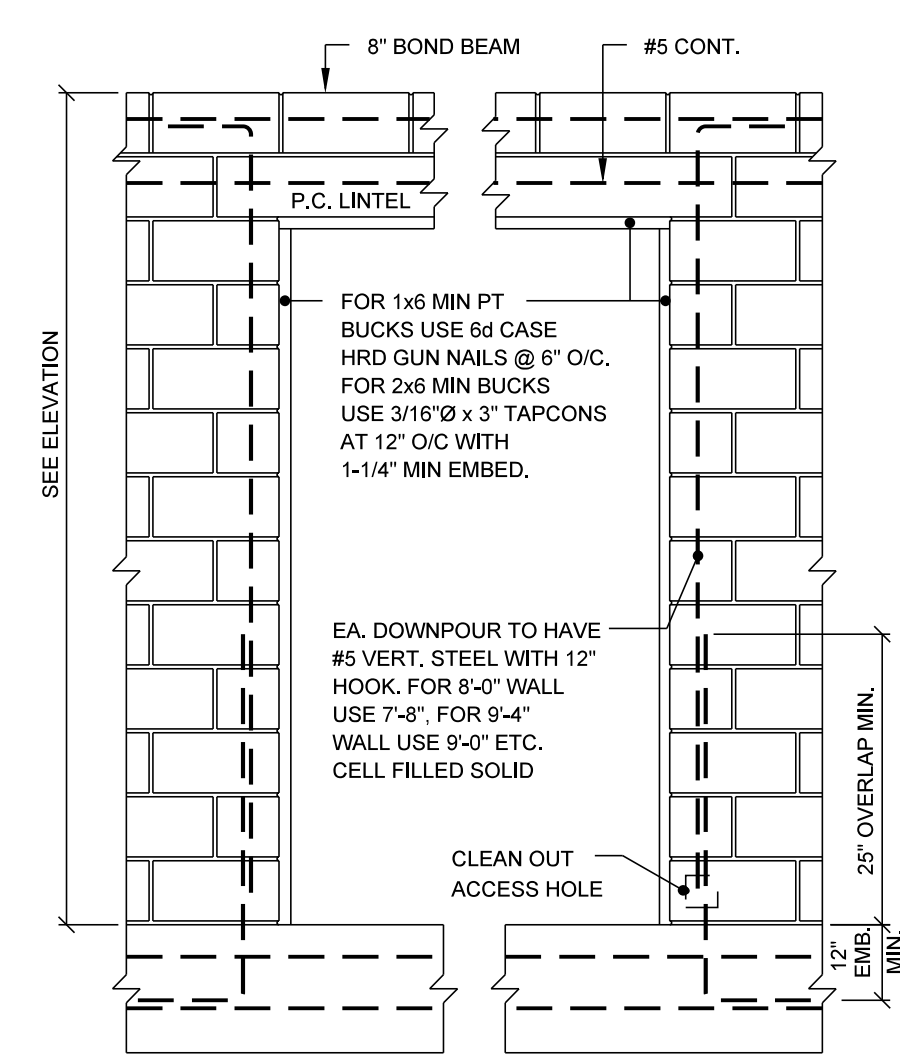 8" BOND BEAM
#5 CONT.
P.C. LINTEL
FOR 1x6 MIN PT
BUCKS USE 6d CASE
HRD GUN NAILS @ 6" O/C.
FOR 2x6 MIN BUCKS
USE 3/16"Ø x 3" TAPCONS
AT 12" O/C WITH
1-1/4" MIN EMBED.
SEE ELEVATION
EA. DOWNPOUR TO HAVE
#5 VERT. STEEL WITH 12"
HOOK. FOR 8'-0" WALL
USE 7'-8", FOR 9'-4"
WALL USE 9'-0" ETC.
CELL FILLED SOLID
25" OVERLAP MIN.
CLEAN OUT
ACCESS HOLE
12"
EMB.
MIN.